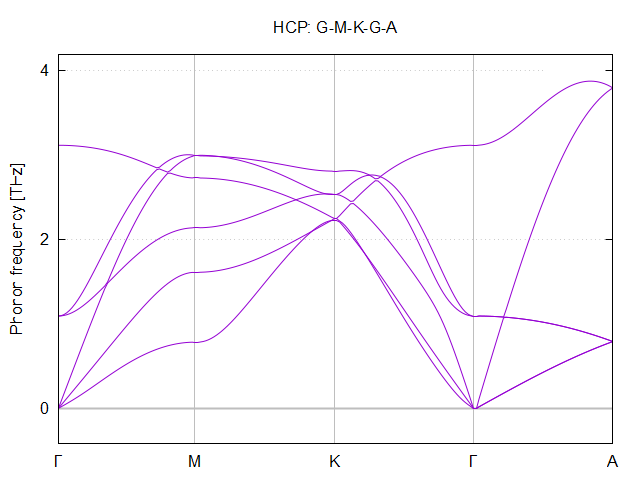 HCP: G-M-K-G-A
Phonon frequency [THz]
4
2
0
Γ M K Γ A